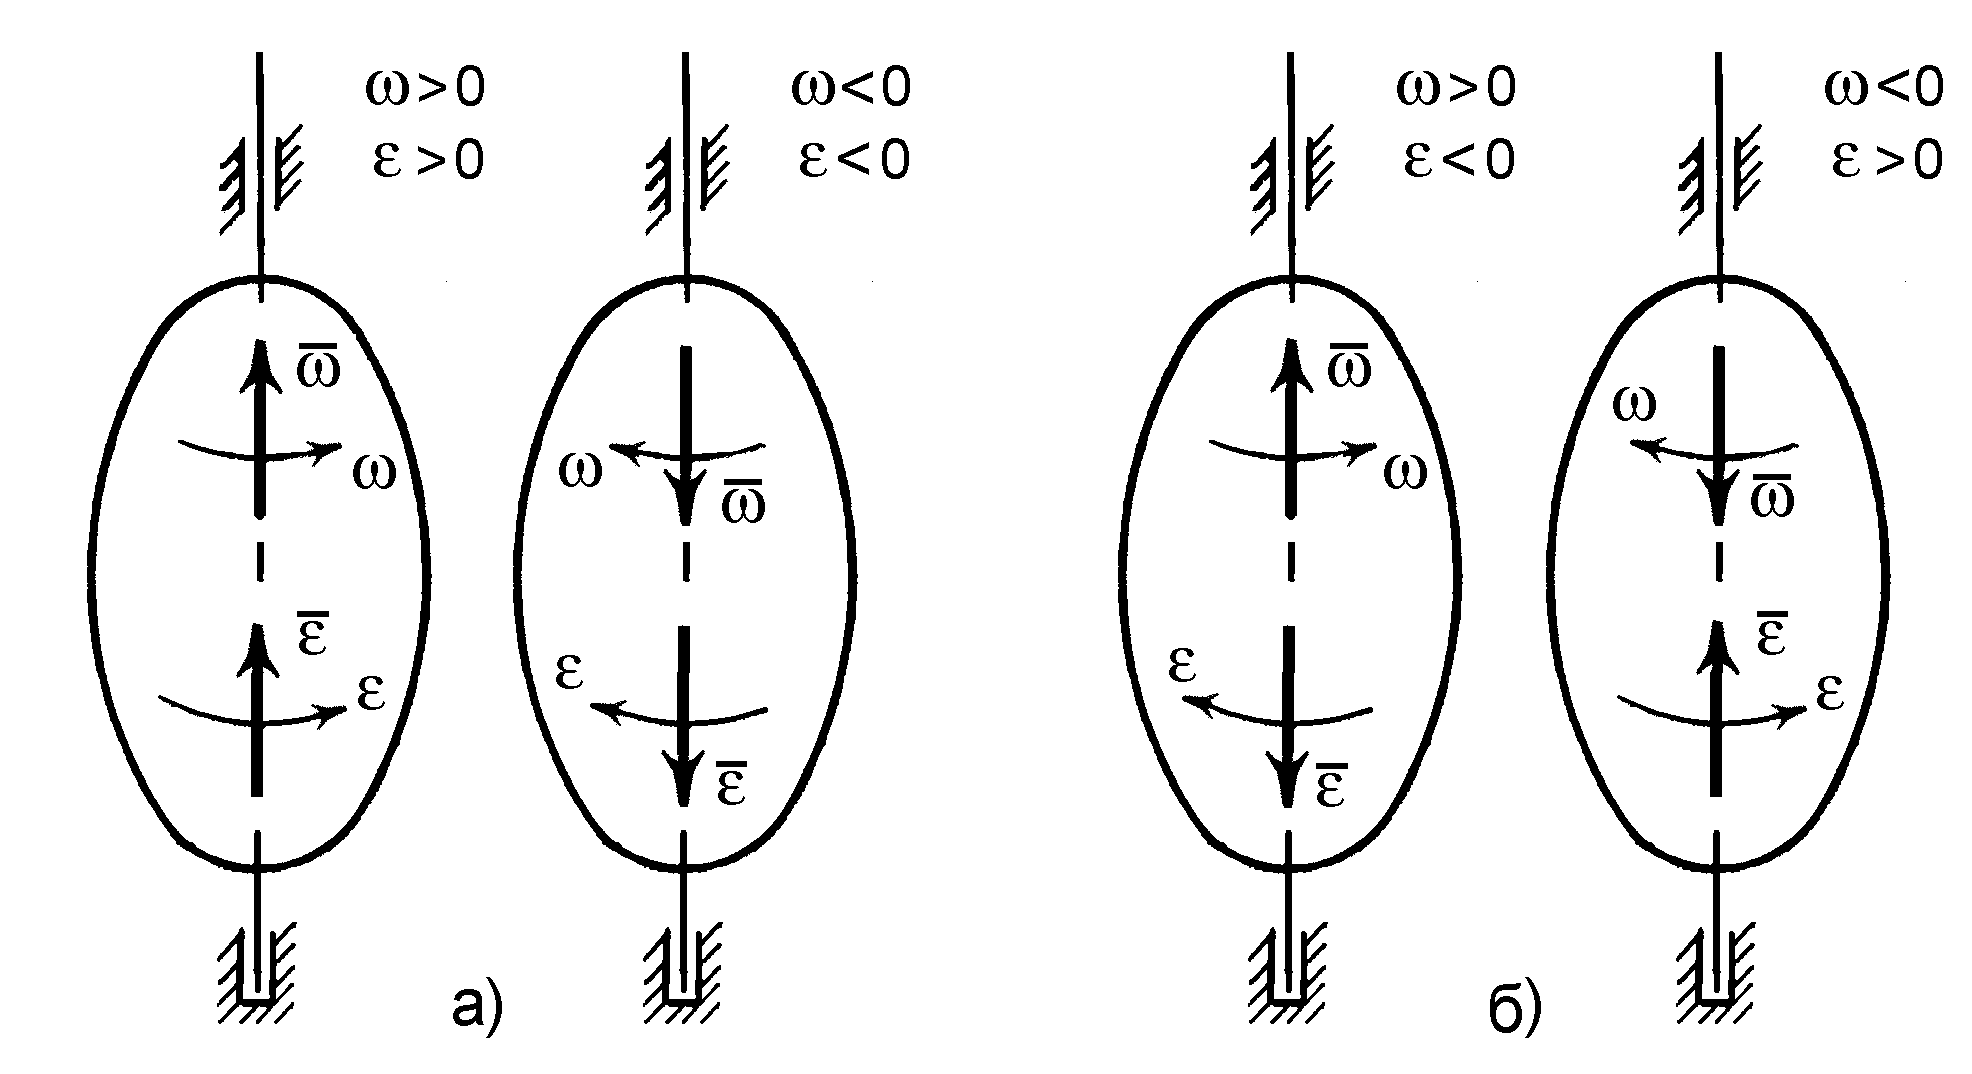 ω>0 ω<0 ω>0 ω<0
ε>0 ε<0 ε<0 ε>0
ω̅ ω̅
ω
ω ω ω
ω̅ ω ω̅
ε̅ ε̅
ε ε
ε ε
ε̅ ε̅
а) б)